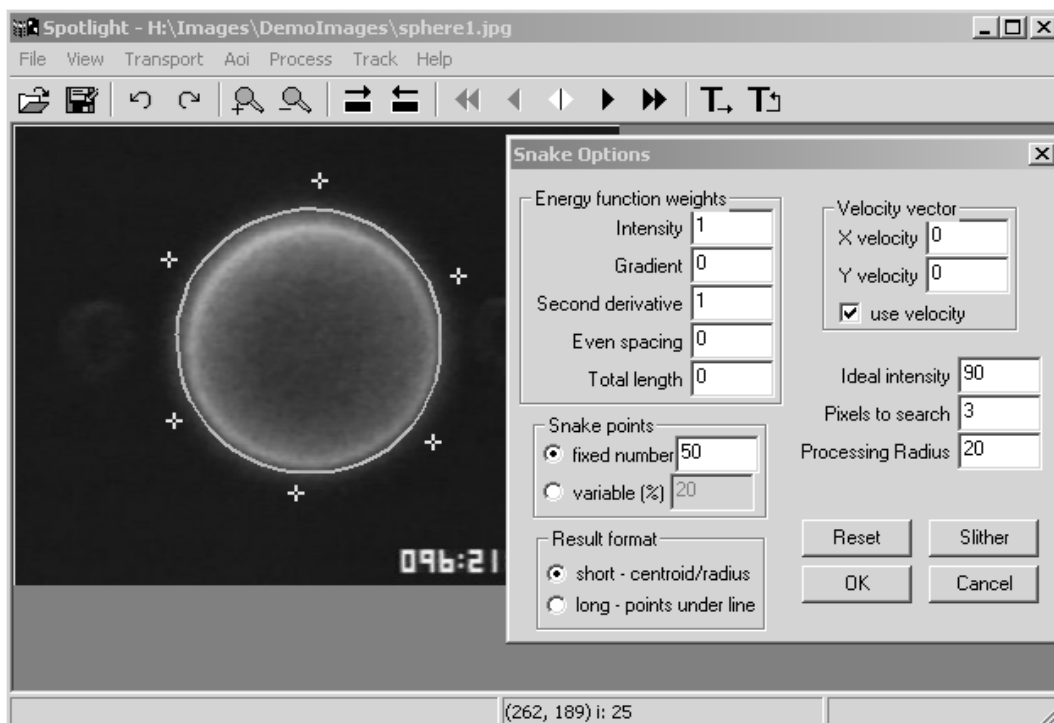 Spotlight - H:\Images\DemoImages\sphere1.jpg
File View Transport Aoi Process Track Help
T T
Snake Options
Energy function weights
Intensity 1
Gradient 0
Second derivative 1
Even spacing 0
Total length 0
Velocity vector
X velocity 0
Y velocity 0
use velocity
Ideal intensity 90
Pixels to search 3
Processing Radius 20
Snake points
fixed number 50
variable (%) 20
Result format
short - centroid/radius
long - points under line
Reset Slither
OK Cancel
096:21
(262, 189) i: 25